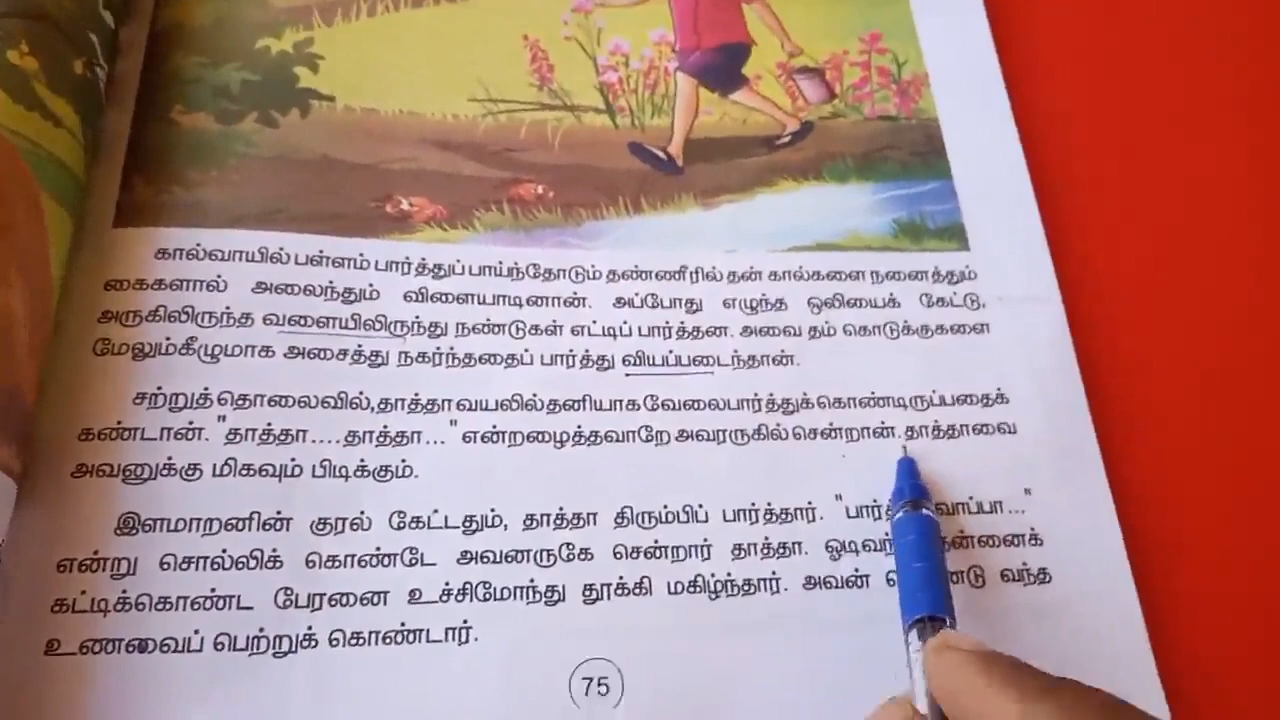 கால்வாயில் பள்ளம் பார்த்துப் பாய்ந்தோடும் தண்ணீரில் தன் கால்களை நனைத்தும்
கைகளால் அலைந்தும் விளையாடினான். அப்போது எழுந்த ஒலியைக் கேட்டு,
அருகிலிருந்த வளையிலிருந்து நண்டுகள் எட்டிப் பார்த்தன. அவை தம் கொடுக்குகளை
மேலும்கீழுமாக அசைத்து நகர்ந்ததைப் பார்த்து வியப்படைந்தான்.
சற்றுத் தொலைவில், தாத்தா வயலில் தனியாக வேலைபார்த்துக் கொண்டிருப்பதைக்
கண்டான். "தாத்தா.... தாத்தா..." என்றழைத்தவாறே அவரருகில் சென்றான். தாத்தாவை
அவனுக்கு மிகவும் பிடிக்கும்.
இளமாறனின் குரல் கேட்டதும், தாத்தா திரும்பிப் பார்த்தார். வாப்பா..."
என்று சொல்லிக் கொண்டே அவனருகே சென்றார் தாத்தா.
கட்டிக்கொண்ட பேரனை உச்சிமோந்து தூக்கி மகிழ்ந்தார். அவன் வந்த
உணவைப் பெற்றுக் கொண்டார்.
75